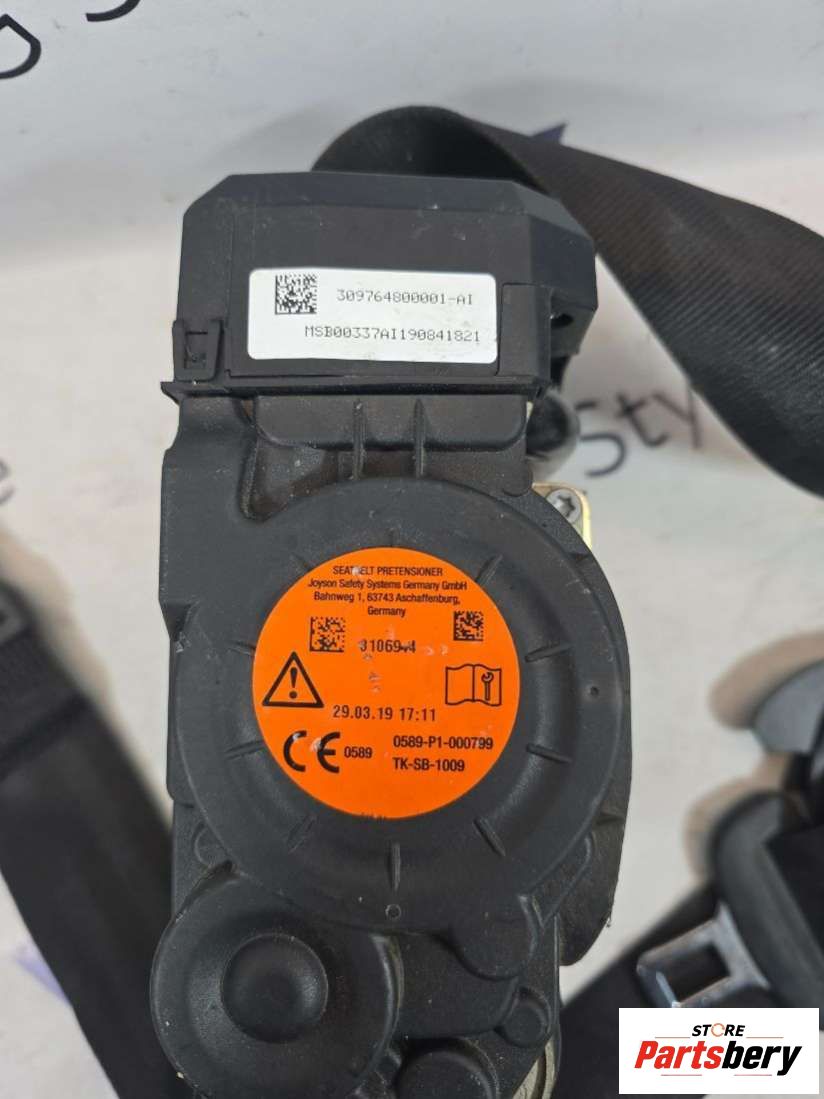 309764800001-AI
MSB00337AI190841821
Sty
SEATBELT PRETENSIONER
Joyson Safety Systems Germany GmbH
Bahnweg 1, 63743 Aschaffenburg,
Germany
29.03.19 17:11
CE 0589 0589-P1-000799
TK-SB-1009
STORE
Partsbery